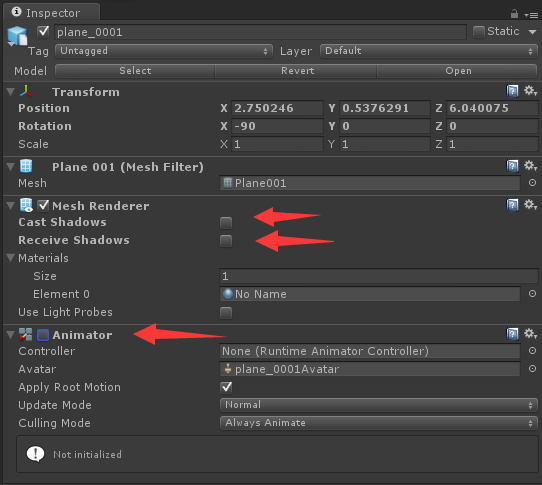 Inspector
plane_0001 Static
Tag Untagged Layer Default
Model Select Revert Open
Transform
Position X 2.750246 Y 0.5376291 Z 6.040075
Rotation X -90 Y 0 Z 0
Scale X 1 Y 1 Z 1
Plane 001 (Mesh Filter)
Mesh Plane001
Mesh Renderer
Cast Shadows
Receive Shadows
Materials
Size 1
Element 0 No Name
Use Light Probes
Animator
Controller None (Runtime Animator Controller)
Avatar plane_0001Avatar
Apply Root Motion
Update Mode Normal
Culling Mode Always Animate
Not initialized